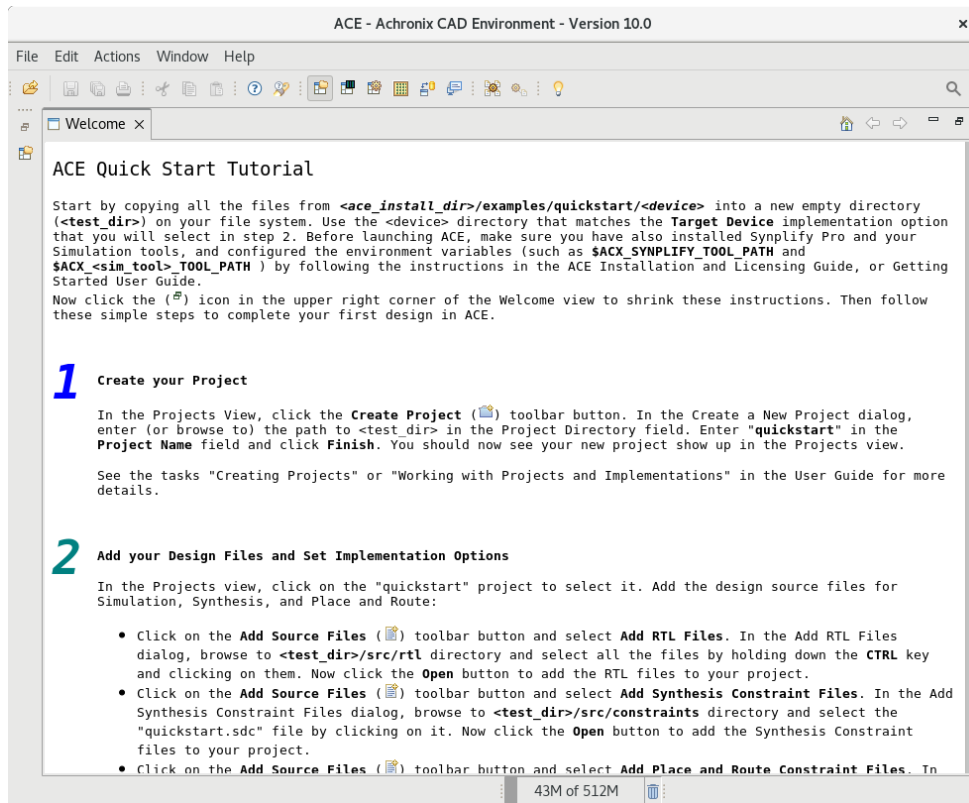 ACE - Achronix CAD Environment - Version 10.0
File Edit Actions Window Help
Welcome
ACE Quick Start Tutorial
Start by copying all the files from <ace_install_dir>/examples/quickstart/<device> into a new empty directory
(<test_dir>) on your file system. Use the <device> directory that matches the Target Device implementation option
that you will select in step 2. Before launching ACE, make sure you have also installed Synplify Pro and your
Simulation tools, and configured the environment variables (such as $ACX_SYNPLIFY_TOOL_PATH and
$ACX_<sim_tool>_TOOL_PATH ) by following the instructions in the ACE Installation and Licensing Guide, or Getting
Started User Guide.
Now click the ( ) icon in the upper right corner of the Welcome view to shrink these instructions. Then follow
these simple steps to complete your first design in ACE.
1 Create your Project
In the Projects View, click the Create Project ( ) toolbar button. In the Create a New Project dialog,
enter (or browse to) the path to <test_dir> in the Project Directory field. Enter "quickstart" in the
Project Name field and click Finish. You should now see your new project show up in the Projects view.
See the tasks "Creating Projects" or "Working with Projects and Implementations" in the User Guide for more
details.
2 Add your Design Files and Set Implementation Options
In the Projects view, click on the "quickstart" project to select it. Add the design source files for
Simulation, Synthesis, and Place and Route:
• Click on the Add Source Files ( ) toolbar button and select Add RTL Files. In the Add RTL Files
dialog, browse to <test_dir>/src/rtl directory and select all the files by holding down the CTRL key
and clicking on them. Now click the Open button to add the RTL files to your project.
• Click on the Add Source Files ( ) toolbar button and select Add Synthesis Constraint Files. In the Add
Synthesis Constraint Files dialog, browse to <test_dir>/src/constraints directory and select the
"quickstart.sdc" file by clicking on it. Now click the Open button to add the Synthesis Constraint
files to your project.
• Click on the Add Source Files ( ) toolbar button and select Add Place and Route Constraint Files. In
43M of 512M